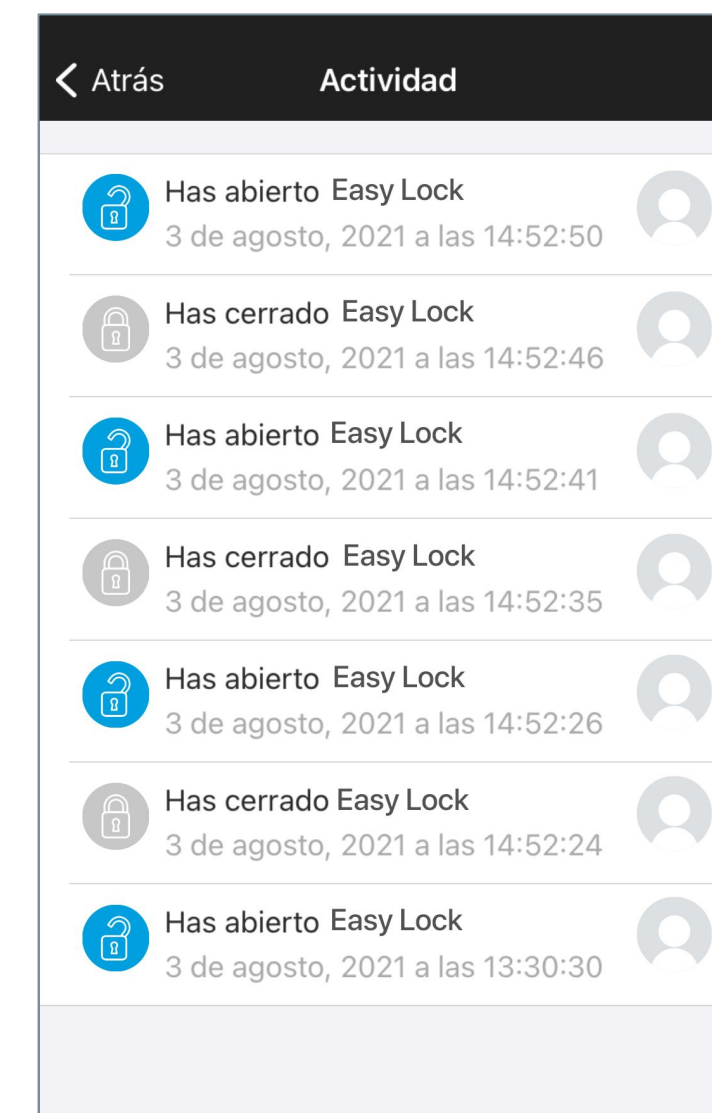 Atrás
Actividad
Has abierto Easy Lock
3 de agosto, 2021 a las 14:52:50
Has cerrado Easy Lock
3 de agosto, 2021 a las 14:52:46
Has abierto Easy Lock
3 de agosto, 2021 a las 14:52:41
Has cerrado Easy Lock
3 de agosto, 2021 a las 14:52:35
Has abierto Easy Lock
3 de agosto, 2021 a las 14:52:26
Has cerrado Easy Lock
3 de agosto, 2021 a las 14:52:24
Has abierto Easy Lock
3 de agosto, 2021 a las 13:30:30